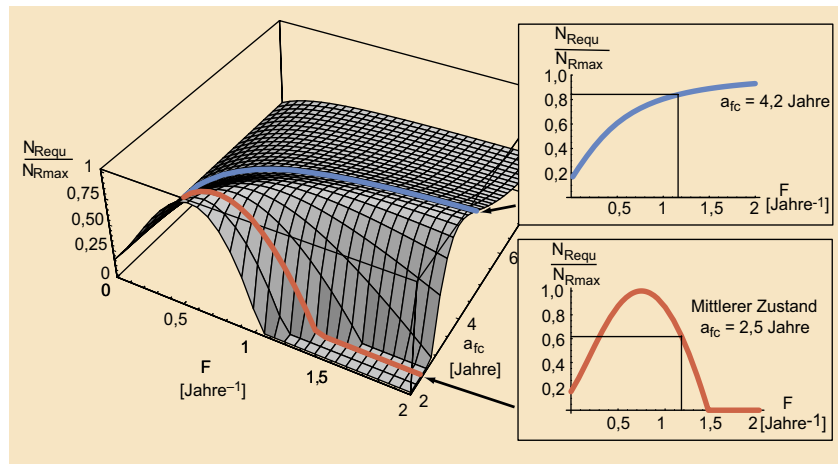 N_Requ
N_Rmax
1
0,75
0,50
0,25
0
0
0,5
1
1,5
2
F
[Jahre⁻¹]
2
4
6
a_fc
[Jahre]
N_Requ
N_Rmax
1,0
0,8
0,6
0,4
0,2
a_fc = 4,2 Jahre
F
0,5 1 1,5 2 [Jahre-1]
N_Requ
N_Rmax
1,0
0,8
0,6
0,4
0,2
Mittlerer Zustand
a_fc = 2,5 Jahre
F
0,5 1 1,5 2 [Jahre-1]